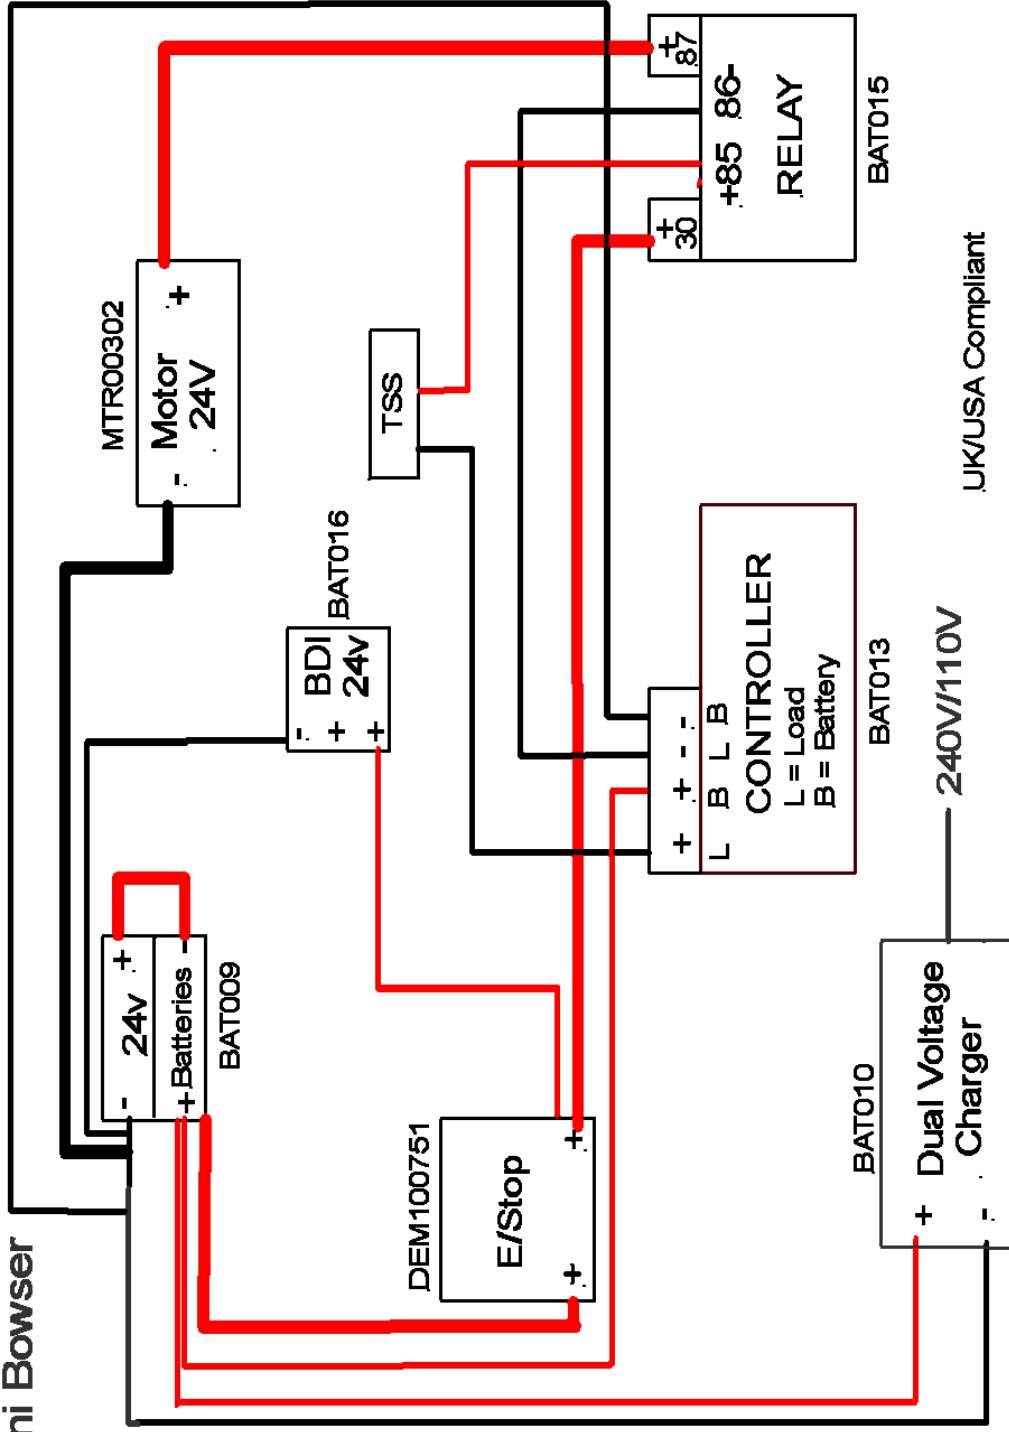 ni Bowser
24v
- +
+ Batteries -
BAT009
MTR00302
Motor
24V
- +
BAT016
BDI
24v
- + +
TSS
+
87
86-
+85
+
30
RELAY
BAT015
DEM100751
E/Stop
+ +
+ + - -
L B L B
CONTROLLER
L = Load
B = Battery
BAT013
BAT010
Dual Voltage
Charger
+
-
240V/110V
UK/USA Compliant